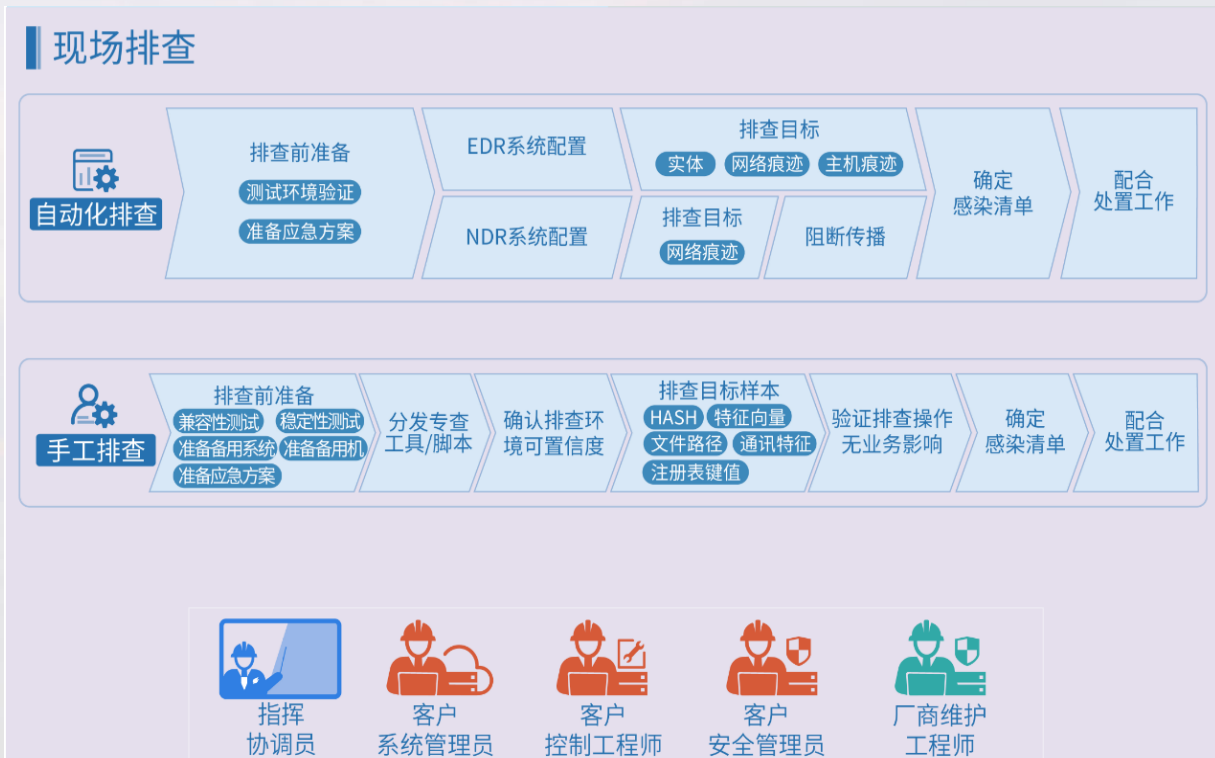 现场排查
自动化排查
排查前准备
测试环境验证
准备应急方案
EDR系统配置
NDR系统配置
排查目标
实体 网络痕迹 主机痕迹
排查目标
网络痕迹
阻断传播
确定
感染清单
配合
处置工作
手工排查
排查前准备
兼容性测试 稳定性测试
准备备用系统 准备备用机
准备应急方案
分发专查
工具/脚本
确认排查环
境可置信度
排查目标样本
HASH 特征向量
文件路径 通讯特征
注册表键值
验证排查操作
无业务影响
确定
感染清单
配合
处置工作
指挥
协调员
客户
系统管理员
客户
控制工程师
客户
安全管理员
厂商维护
工程师